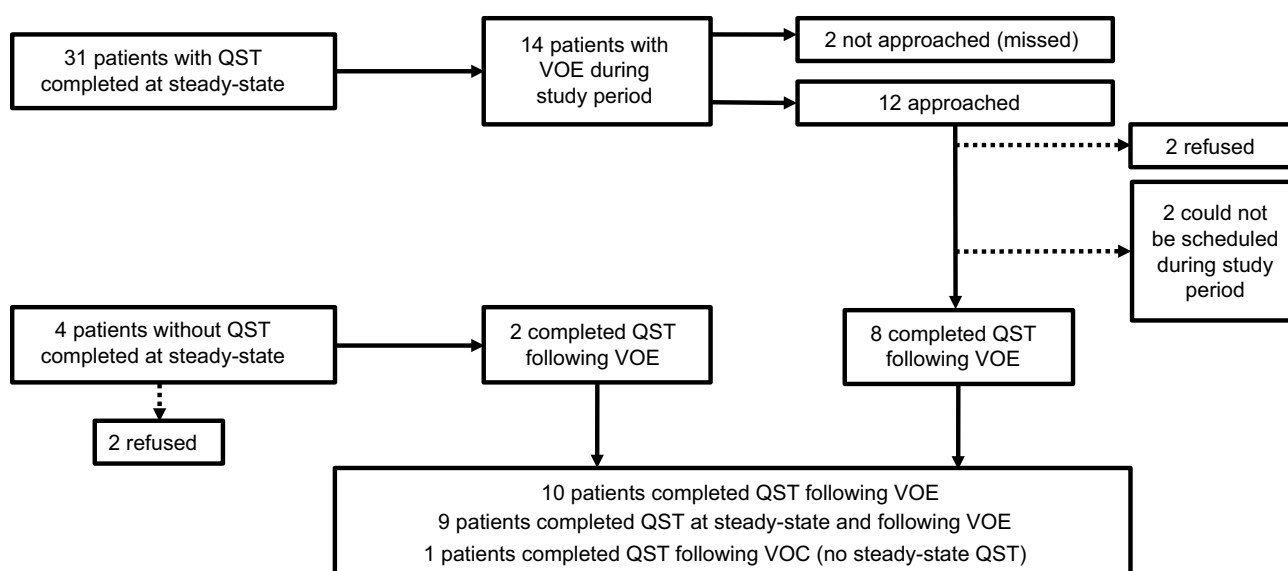 31 patients with QST
completed at steady-state
14 patients with
VOE during
study period
2 not approached (missed)
12 approached
2 refused
2 could not
be scheduled
during study
period
4 patients without QST
completed at steady-state
2 completed QST
following VOE
8 completed QST
following VOE
2 refused
10 patients completed QST following VOE
9 patients completed QST at steady-state and following VOE
1 patients completed QST following VOC (no steady-state QST)